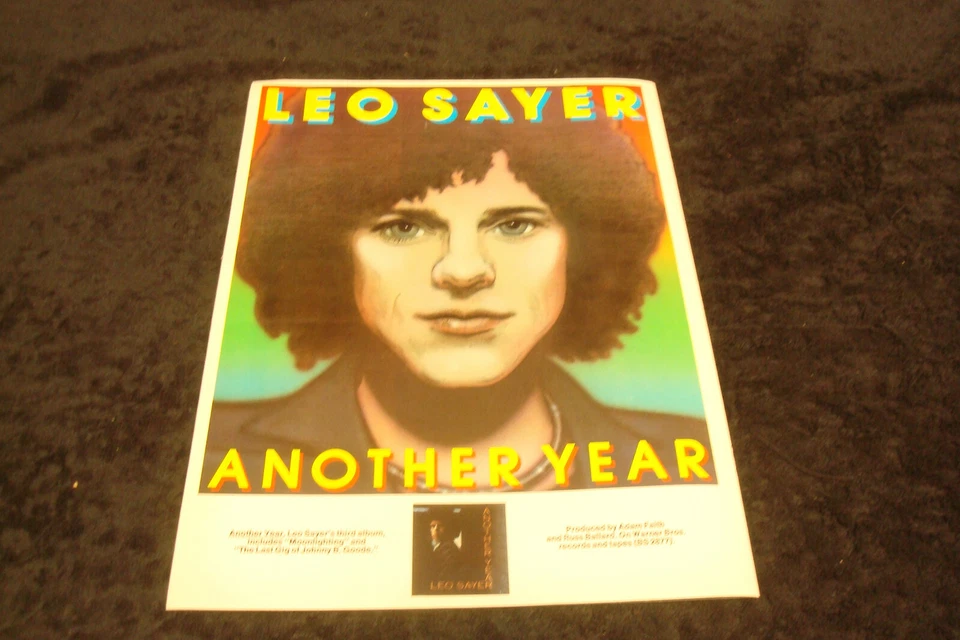 LEO SAYER
ANOTHER YEAR
Another Year, Leo Sayer's third album,
includes "Moonlighting" and
"The Last Gig of Johnny B. Goode."
ANOTHER YEAR
LEO SAYER
Produced by Adam Faith
and Russ Ballard. On Warner Bros.
records and tapes (BS 2877).